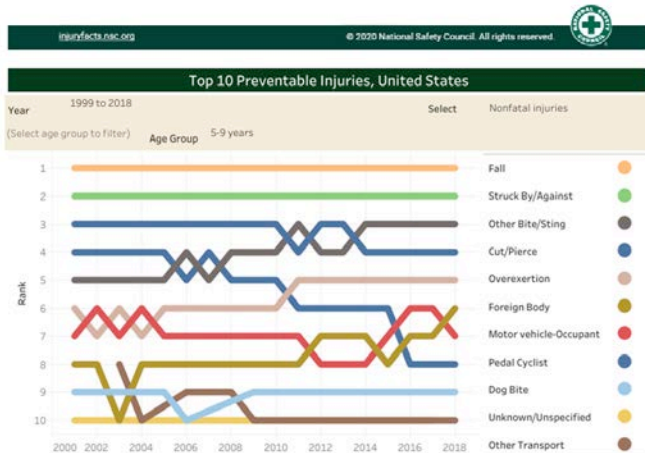 NATIONAL SAFETY COUNCIL
injuryfacts.nsc.org © 2020 National Safety Council. All rights reserved.
Top 10 Preventable Injuries, United States
Year 1999 to 2018 Select Nonfatal injuries
(Select age group to filter) Age Group 5-9 years
Rank
1 Fall
2 Struck By/Against
3 Other Bite/Sting
4 Cut/Pierce
5 Overexertion
6 Foreign Body
7 Motor vehicle-Occupant
8 Pedal Cyclist
9 Dog Bite
10 Unknown/Unspecified
Other Transport
2000 2002 2004 2006 2008 2010 2012 2014 2016 2018